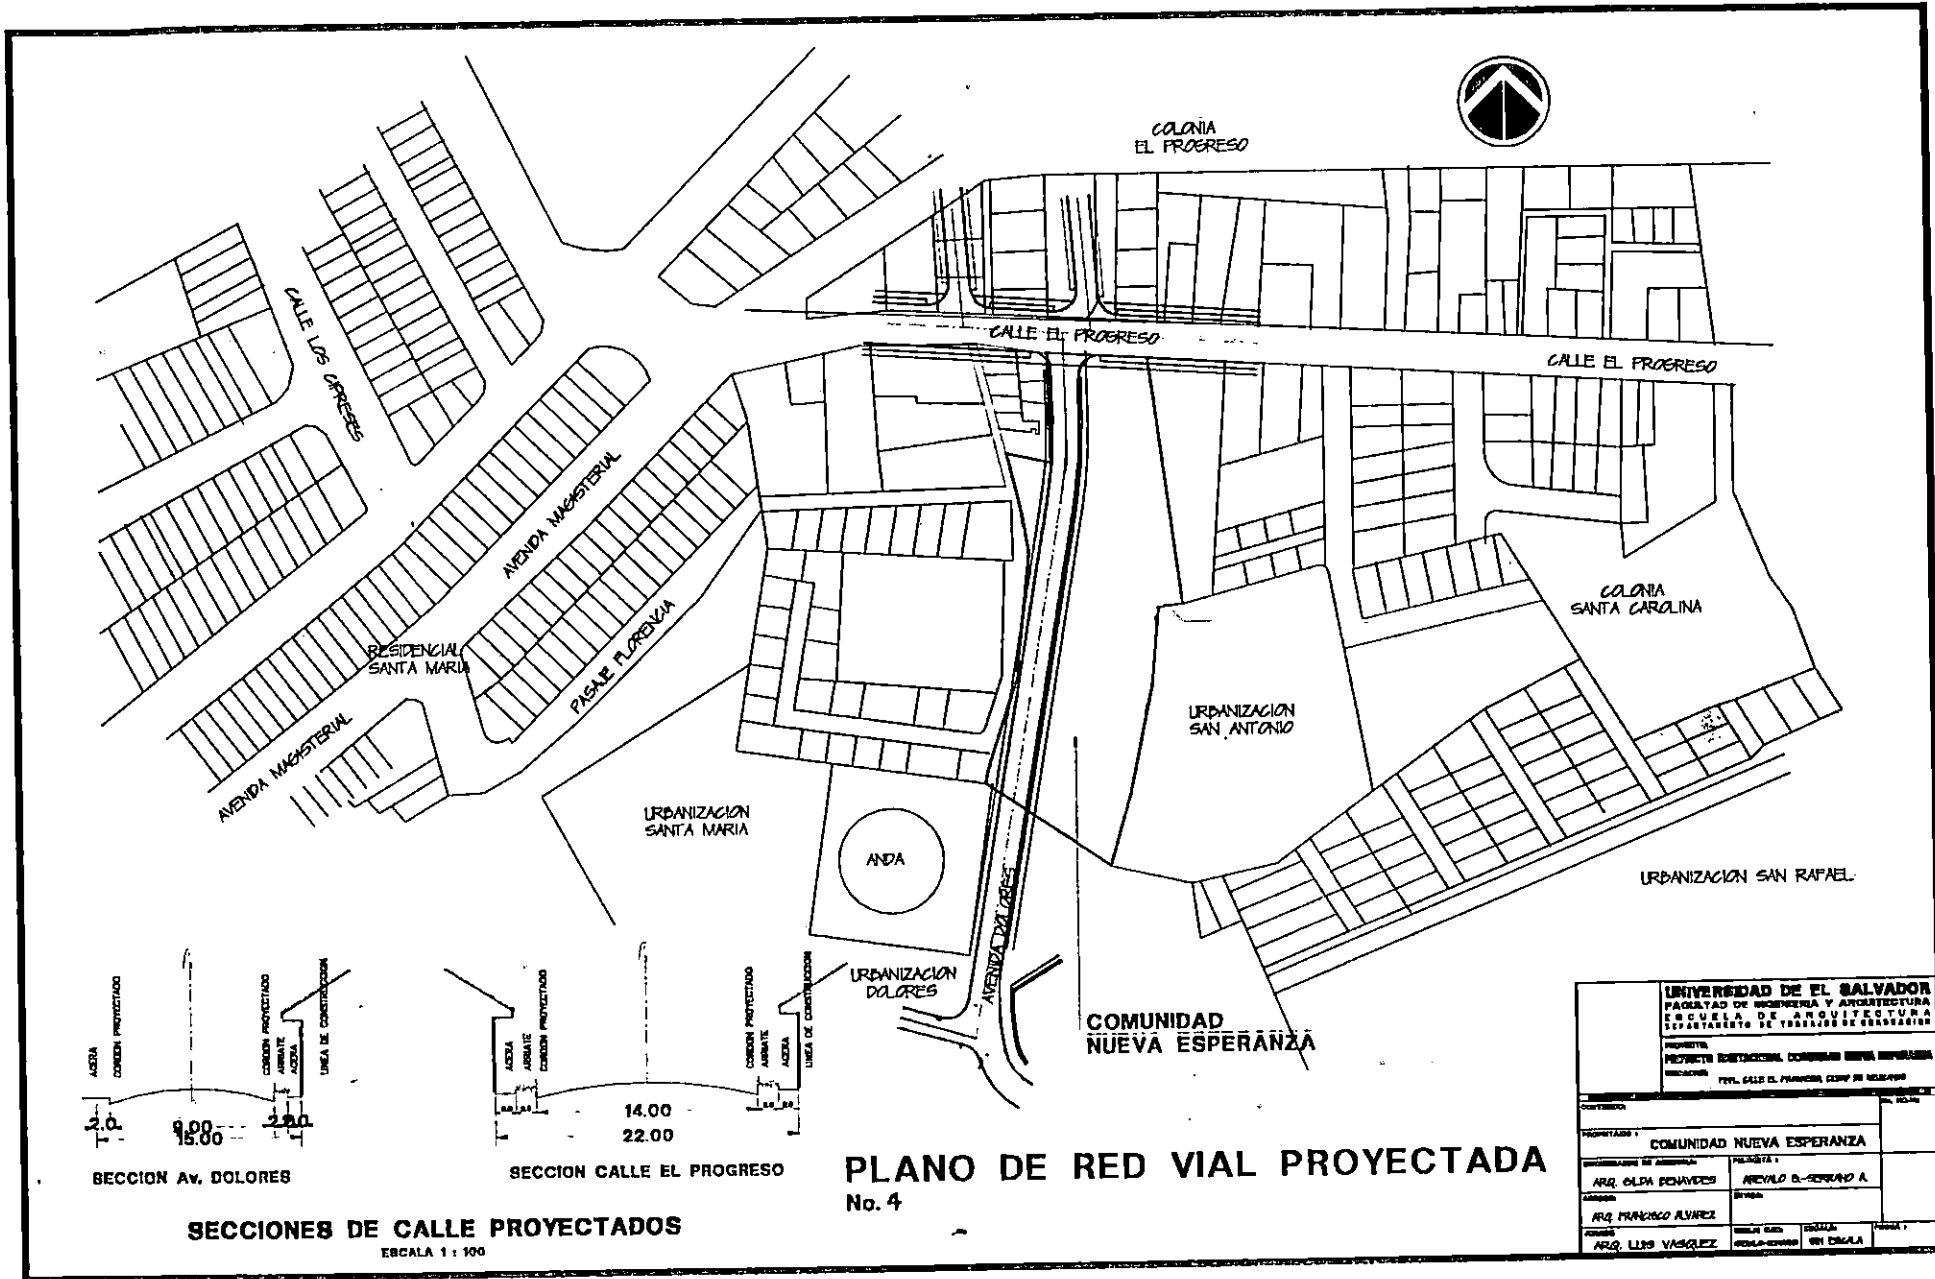 COLONIA
EL PROGRESO
CALLE LOS CIPRESES
CALLE EL PROGRESO
CALLE EL PROGRESO
AVENIDA MAGISTERIAL
RESIDENCIAL
SANTA MARIA
PASAJE FLORENCIA
AVENIDA MAGISTERIAL
COLONIA
SANTA CAROLINA
URBANIZACION
SAN ANTONIO
URBANIZACION
SANTA MARIA
ANDA
URBANIZACION SAN RAFAEL
AVENIDA DOLORES
URBANIZACION
DOLORES
COMUNIDAD
NUEVA ESPERANZA
ACERA
CORDON PROYECTADO
CORDON PROYECTADO
ARRIATE
ACERA
LINEA DE CONSTRUCCION
2.0
9.00
15.00
SECCION Av. DOLORES
ACERA
ARRIATE
CORDON PROYECTADO
CORDON PROYECTADO
ARRIATE
ACERA
LINEA DE CONSTRUCCION
14.00
22.00
SECCION CALLE EL PROGRESO
SECCIONES DE CALLE PROYECTADOS
ESCALA 1 : 100
PLANO DE RED VIAL PROYECTADA
No. 4
UNIVERSIDAD DE EL SALVADOR
FACULTAD DE INGENIERIA Y ARQUITECTURA
ESCUELA DE ARQUITECTURA
COMUNIDAD NUEVA ESPERANZA
ARQ. GILDA BENAVIDES
ARQ. FRANCISCO ALVAREZ
ARQ. LUIS VASQUEZ
SIN ESCALA